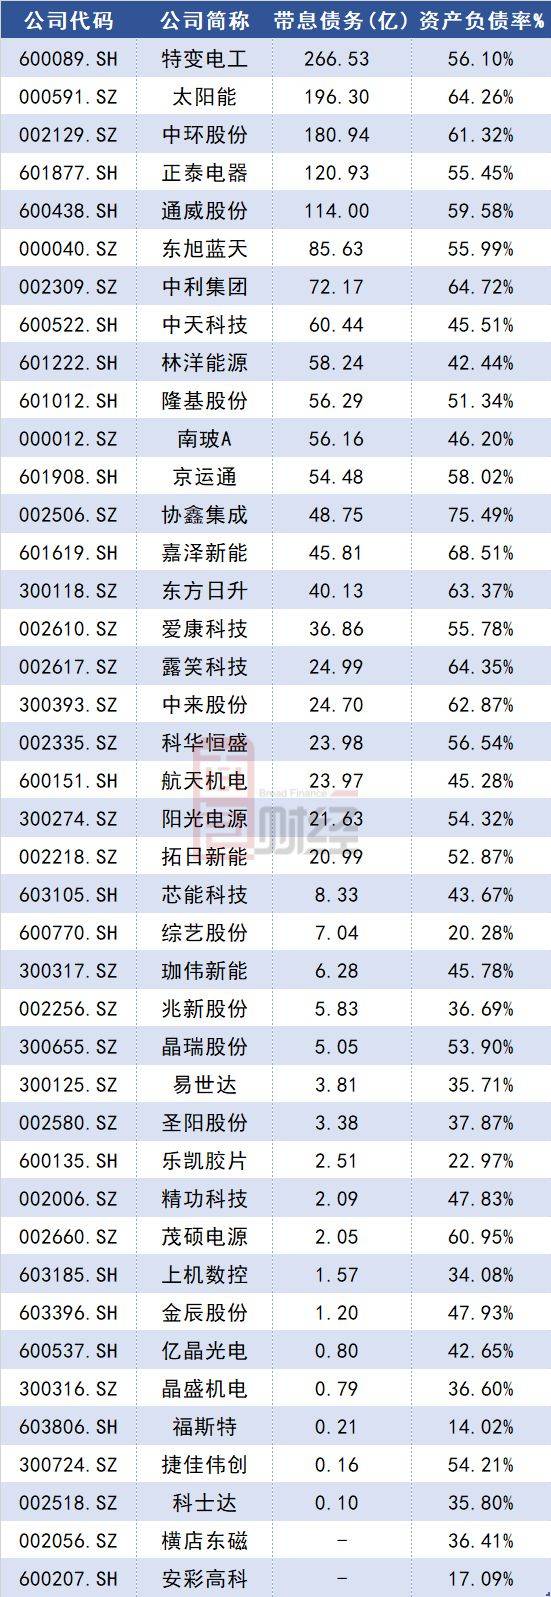 公司代码 公司简称 带息债务(亿) 资产负债率%
600089.SH 特变电工 266.53 56.10%
000591.SZ 太阳能 196.30 64.26%
002129.SZ 中环股份 180.94 61.32%
601877.SH 正泰电器 120.93 55.45%
600438.SH 通威股份 114.00 59.58%
000040.SZ 东旭蓝天 85.63 55.99%
002309.SZ 中利集团 72.17 64.72%
600522.SH 中天科技 60.44 45.51%
601222.SH 林洋能源 58.24 42.44%
601012.SH 隆基股份 56.29 51.34%
000012.SZ 南玻A 56.16 46.20%
601908.SH 京运通 54.48 58.02%
002506.SZ 协鑫集成 48.75 75.49%
601619.SH 嘉泽新能 45.81 68.51%
300118.SZ 东方日升 40.13 63.37%
002610.SZ 爱康科技 36.86 55.78%
002617.SZ 露笑科技 24.99 64.35%
300393.SZ 中来股份 24.70 62.87%
002335.SZ 科华恒盛 23.98 56.54%
600151.SH 航天机电 23.97 45.28%
Broad Finance
300274.SZ 阳光电源 21.63 54.32%
财经
002218.SZ 拓日新能 20.99 52.87%
603105.SH 芯能科技 8.33 43.67%
600770.SH 综艺股份 7.04 20.28%
300317.SZ 珈伟新能 6.28 45.78%
002256.SZ 兆新股份 5.83 36.69%
300655.SZ 晶瑞股份 5.05 53.90%
300125.SZ 易世达 3.81 35.71%
002580.SZ 圣阳股份 3.38 37.87%
600135.SH 乐凯胶片 2.51 22.97%
002006.SZ 精功科技 2.09 47.83%
002660.SZ 茂硕电源 2.05 60.95%
603185.SH 上机数控 1.57 34.08%
603396.SH 金辰股份 1.20 47.93%
600537.SH 亿晶光电 0.80 42.65%
300316.SZ 晶盛机电 0.79 36.60%
603806.SH 福斯特 0.21 14.02%
300724.SZ 捷佳伟创 0.16 54.21%
002518.SZ 科士达 0.10 35.80%
002056.SZ 横店东磁 - 36.41%
600207.SH 安彩高科 - 17.09%